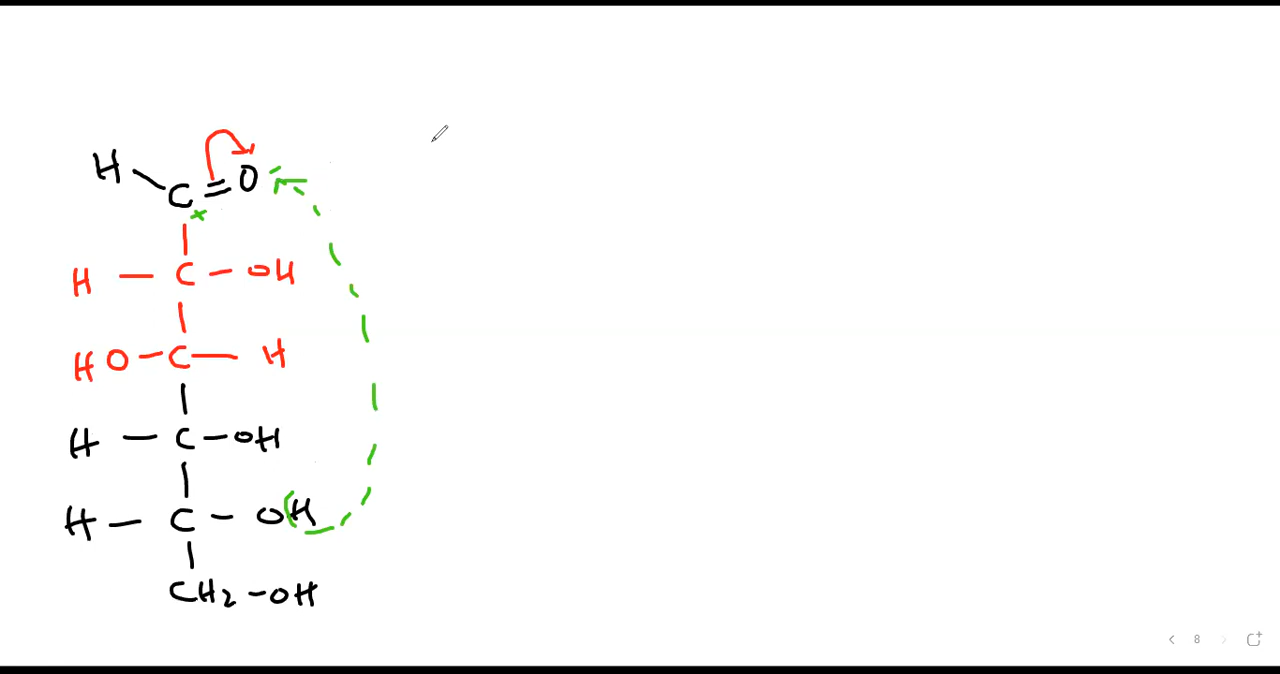 H
C = O
+
H - C - OH
HO - C - H
H - C - OH
H - C - OH
CH2 - OH
8